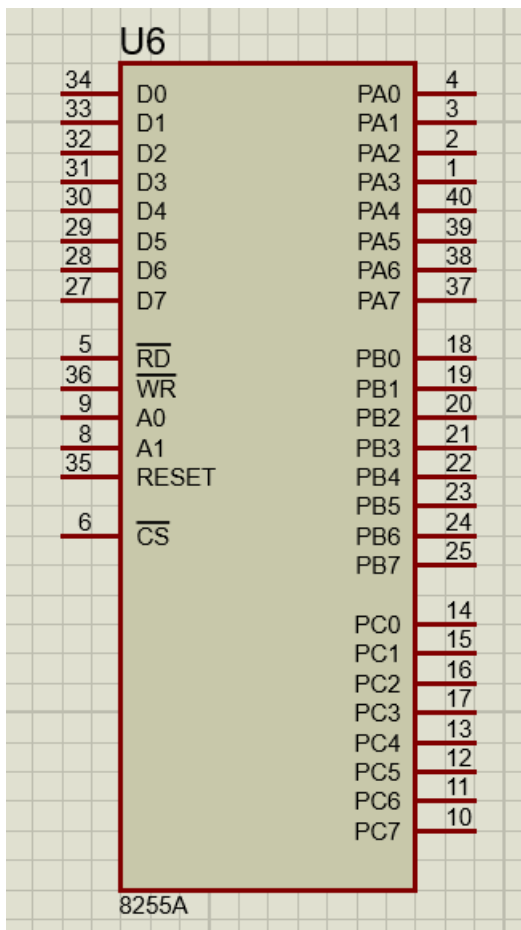 U6
34 D0 PA0 4
33 D1 PA1 3
32 D2 PA2 2
31 D3 PA3 1
30 D4 PA4 40
29 D5 PA5 39
28 D6 PA6 38
27 D7 PA7 37
5 R̅D̅ PB0 18
36 W̅R̅ PB1 19
9 A0 PB2 20
8 A1 PB3 21
35 RESET PB4 22
PB5 23
6 C̅S̅ PB6 24
PB7 25
PC0 14
PC1 15
PC2 16
PC3 17
PC4 13
PC5 12
PC6 11
PC7 10
8255A